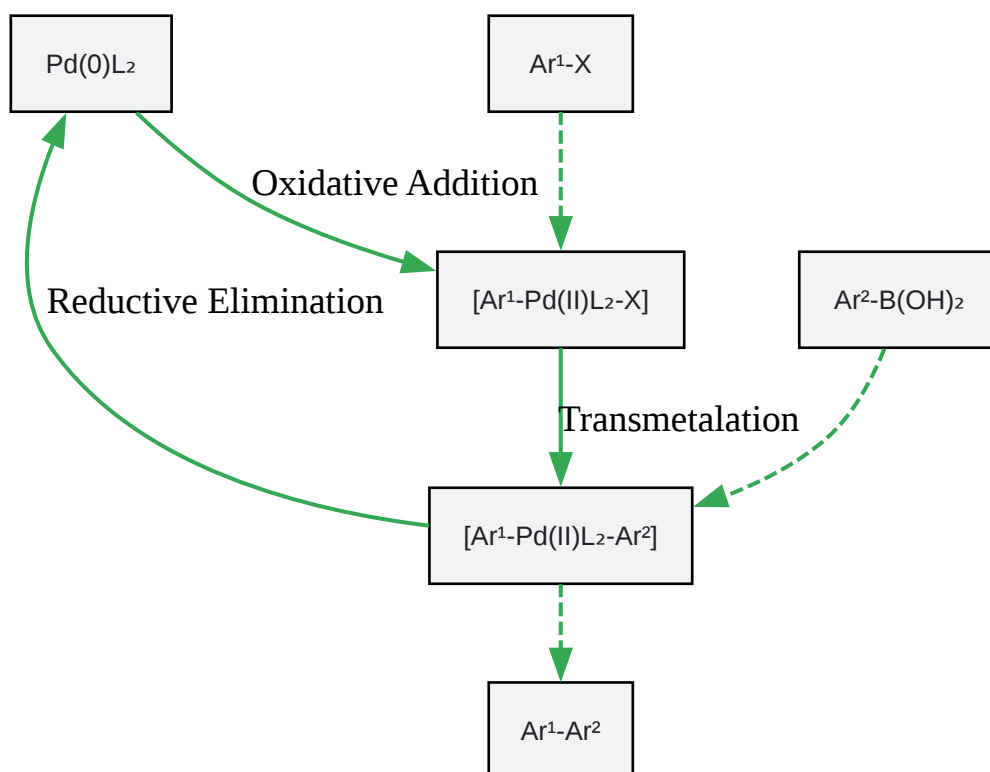 Pd(0)L₂
Ar¹-X
Oxidative Addition
[Ar¹-Pd(II)L₂-X]
Ar²-B(OH)₂
Reductive Elimination
Transmetalation
[Ar¹-Pd(II)L₂-Ar²]
Ar¹-Ar²